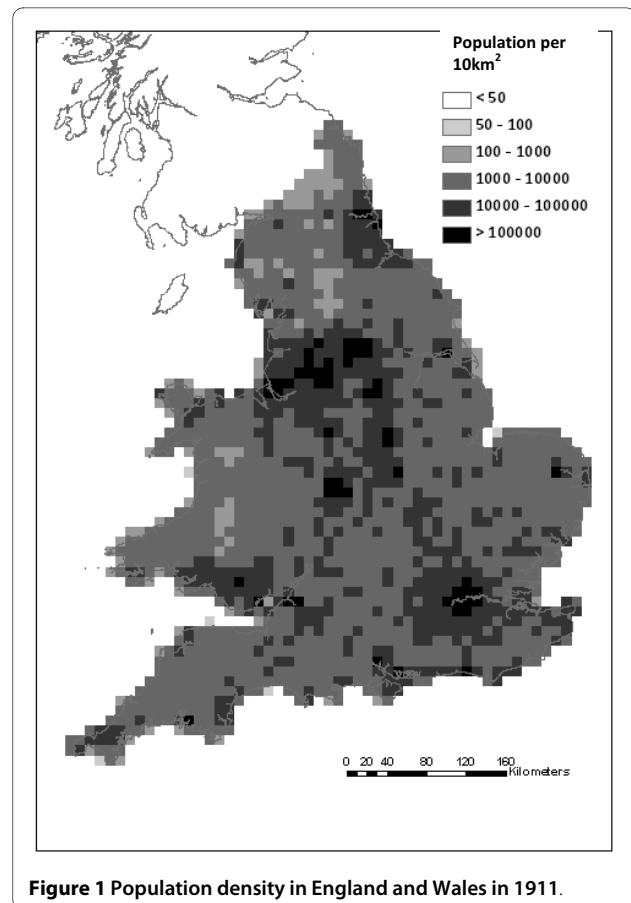 Population per
10km²
< 50
50 - 100
100 - 1000
1000 - 10000
10000 - 100000
> 100000
0 20 40 80 120 160
Kilometers
Figure 1 Population density in England and Wales in 1911.